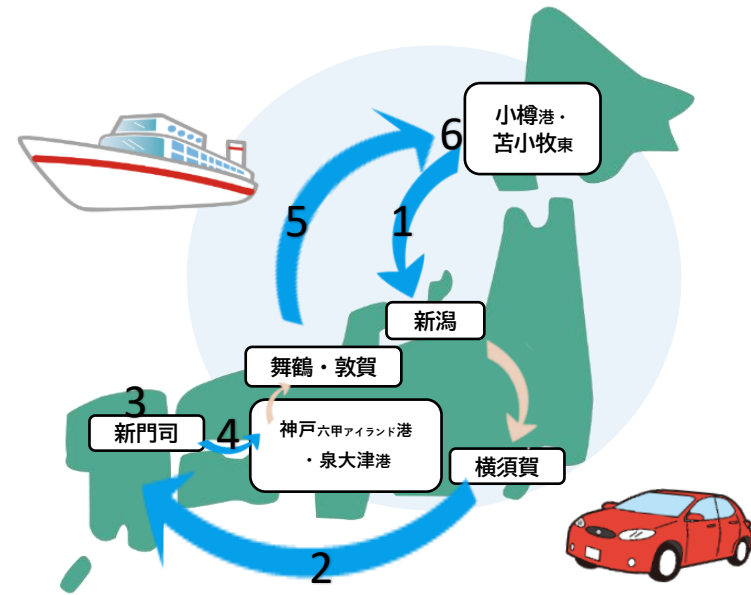 小樽港・
苫小牧東
6
5
1
新潟
舞鶴・敦賀
3
新門司
4
神戸六甲アイランド港
・泉大津港
横須賀
2